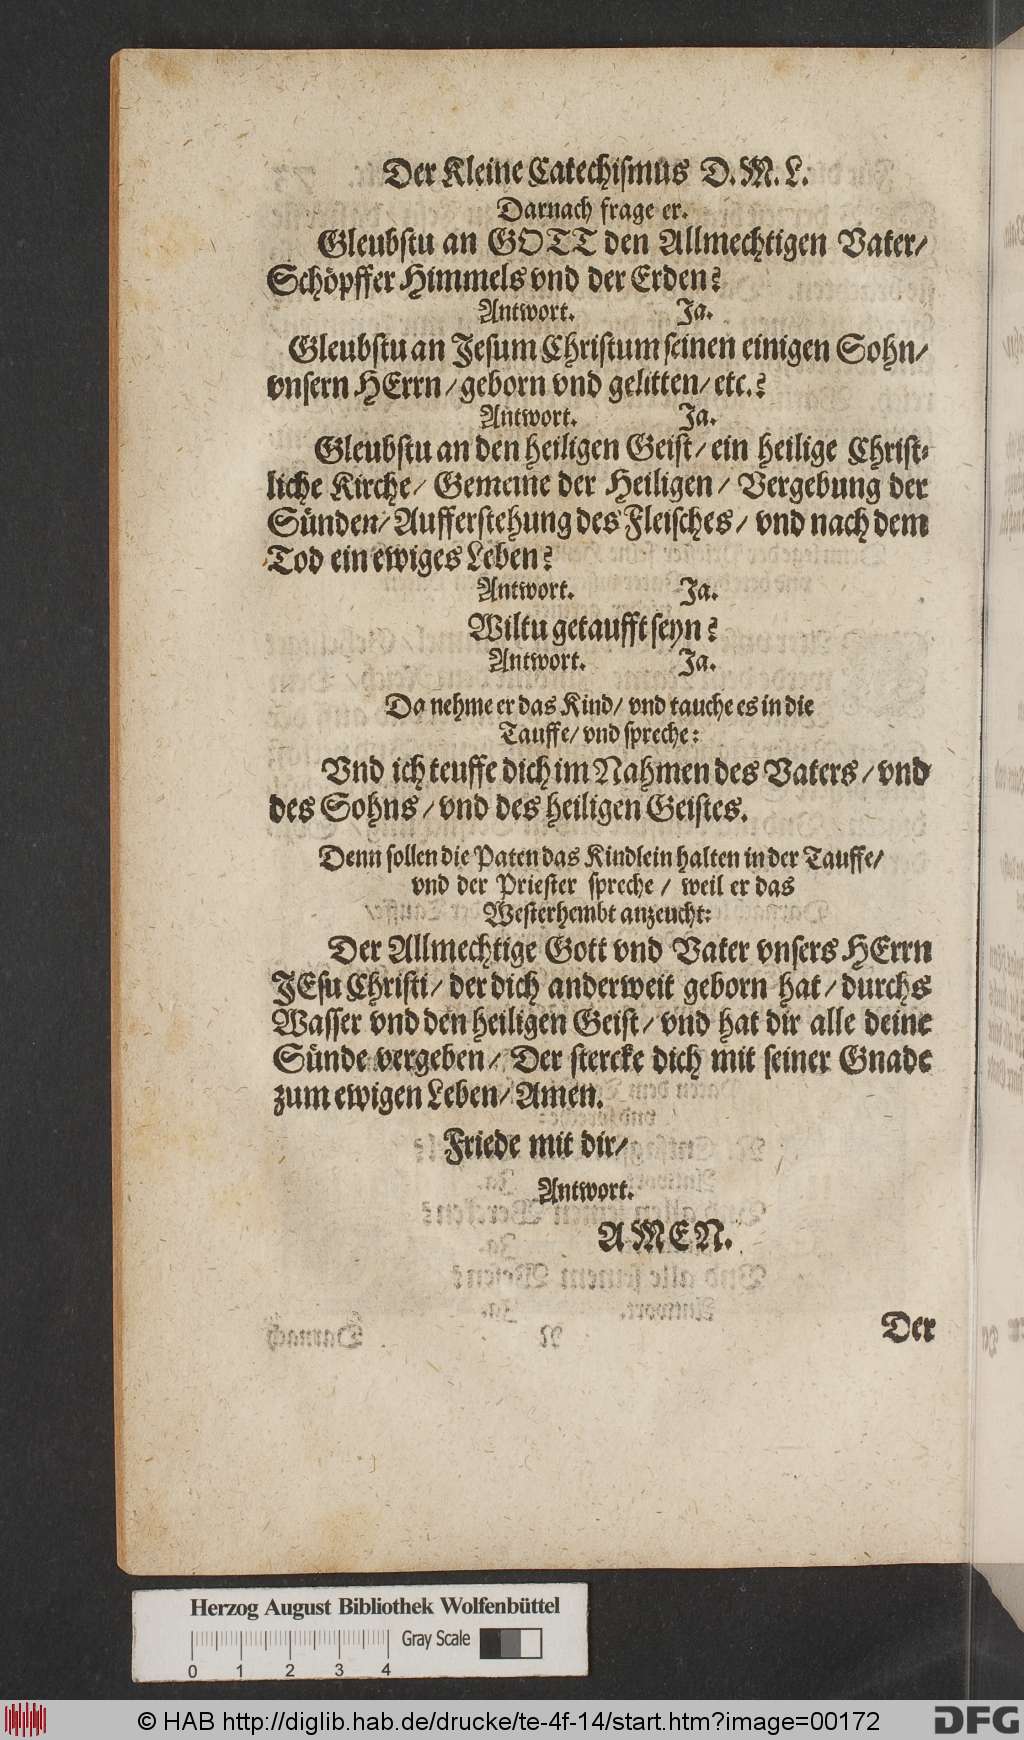 Der Kleine Catechismus D. M. L.
Darnach frage er.
Gleubstu an GOTT den Allmechtigen Vater/
Schöpffer Himmels vnd der Erden?
Antwort. Ja.
Gleubstu an Jesum Christum seinen einigen Sohn/
vnsern HErrn/ geborn vnd gelitten/ etc.?
Antwort. Ja.
Gleubstu an den heiligen Geist/ ein heilige Christ-
liche Kirche/ Gemeine der Heiligen/ Vergebung der
Sünden/ Aufferstehung des Fleisches/ vnd nach dem
Tod ein ewiges Leben?
Antwort. Ja.
Wiltu getaufft seyn?
Antwort. Ja.
Da nehme er das Kind/ vnd tauche es in die
Tauffe/ vnd spreche:
Vnd ich teuffe dich im Nahmen des Vaters/ vnd
des Sohns/ vnd des heiligen Geistes.
Denn sollen die Paten das Kindlein halten in der Tauffe/
vnd der Priester spreche/ weil er das
Westerhembt anzeucht:
Der Allmechtige Gott vnd Vater vnsers HErrn
JEsu Christi/ der dich anderweit geborn hat/ durchs
Wasser vnd den heiligen Geist/ vnd hat dir alle deine
Sünde vergeben/ Der stercke dich mit seiner Gnade
zum ewigen Leben/ Amen.
Friede mit dir/
Antwort.
AMEN.
Der
Herzog August Bibliothek Wolfenbüttel
Gray Scale
0 1 2 3 4
© HAB http://diglib.hab.de/drucke/te-4f-14/start.htm?image=00172
DFG